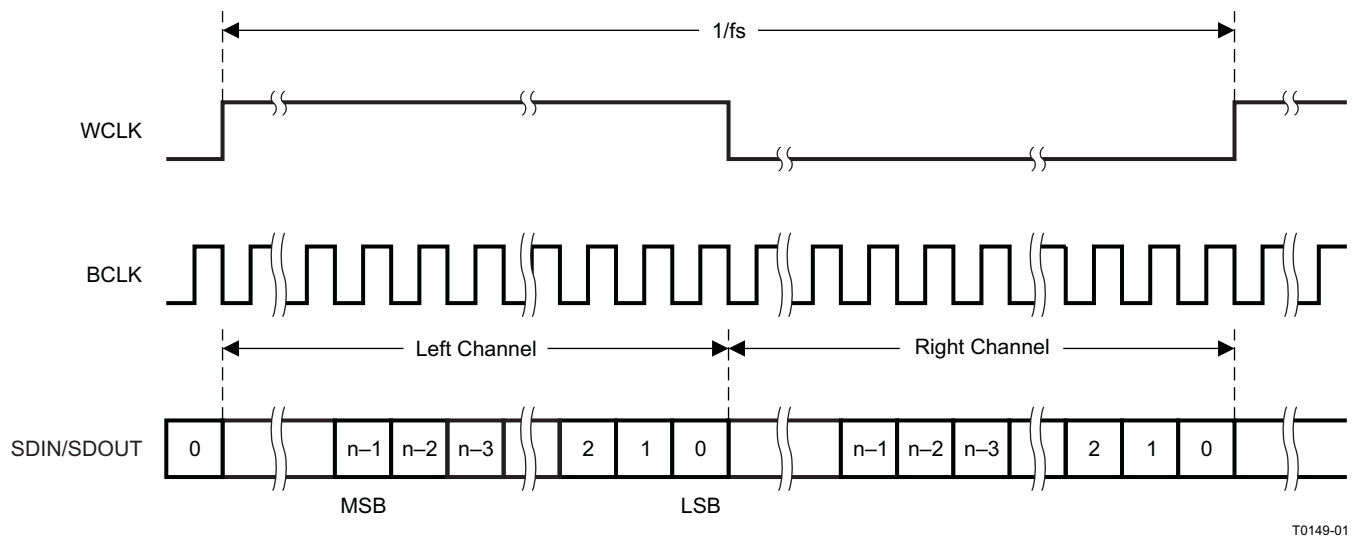 1/fs
WCLK
BCLK
Left Channel
Right Channel
SDIN/SDOUT
0
n–1
n–2
n–3
2
1
0
n–1
n–2
n–3
2
1
0
MSB
LSB
T0149-01